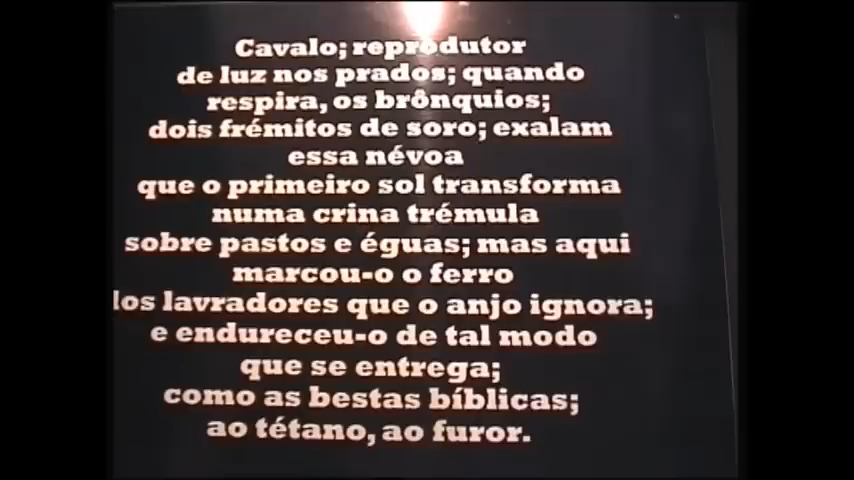 Cavalo; reprodutor
de luz nos prados; quando
respira, os brônquios;
dois frémitos de soro; exalam
essa névoa
que o primeiro sol transforma
numa crina trémula
sobre pastos e éguas; mas aqui
marcou-o o ferro
los lavradores que o anjo ignora;
e endureceu-o de tal modo
que se entrega;
como as bestas bíblicas;
ao tétano, ao furor.